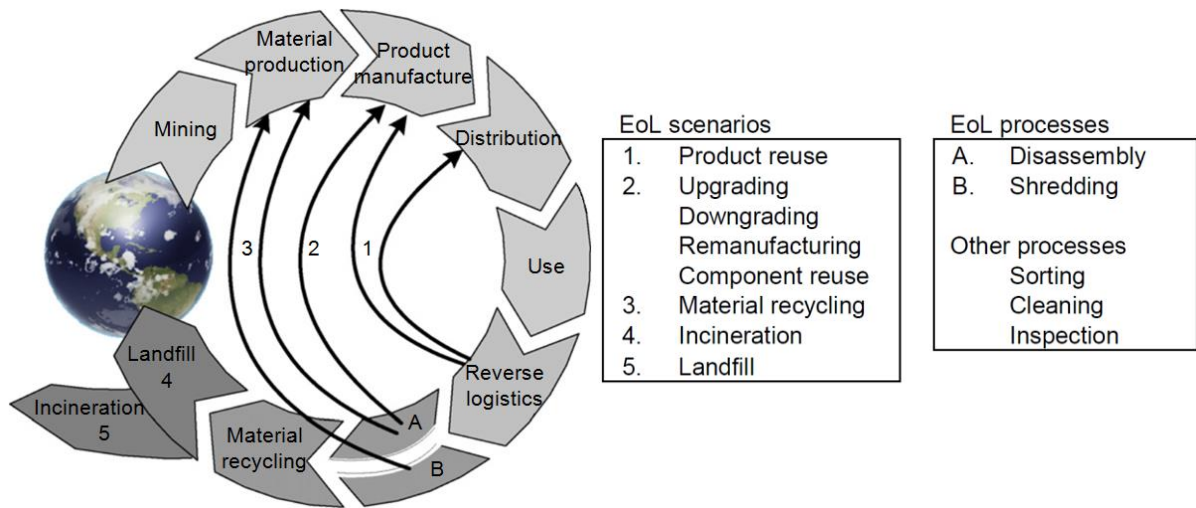 Material
production
Product
manufacture
Mining
Distribution
3
2
1
Use
Landfill
4
Reverse
logistics
Incineration
5
A
Material
recycling
B
EoL scenarios
1. Product reuse
2. Upgrading
Downgrading
Remanufacturing
Component reuse
3. Material recycling
4. Incineration
5. Landfill
EoL processes
A. Disassembly
B. Shredding
Other processes
Sorting
Cleaning
Inspection